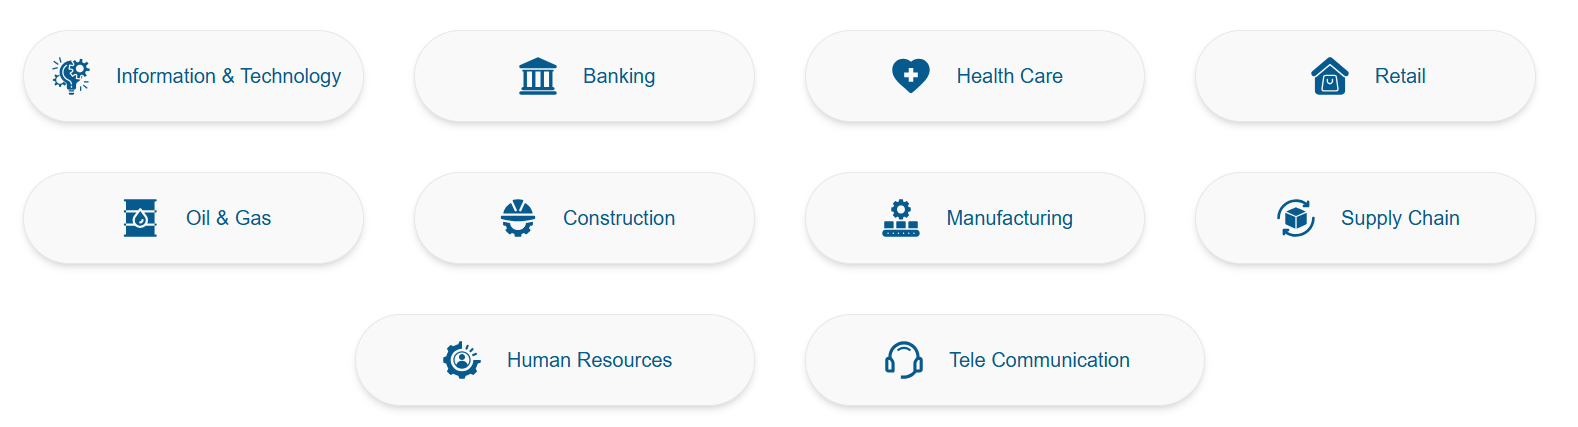 Information & Technology
Banking
Health Care
Retail
Oil & Gas
Construction
Manufacturing
Supply Chain
Human Resources
Tele Communication